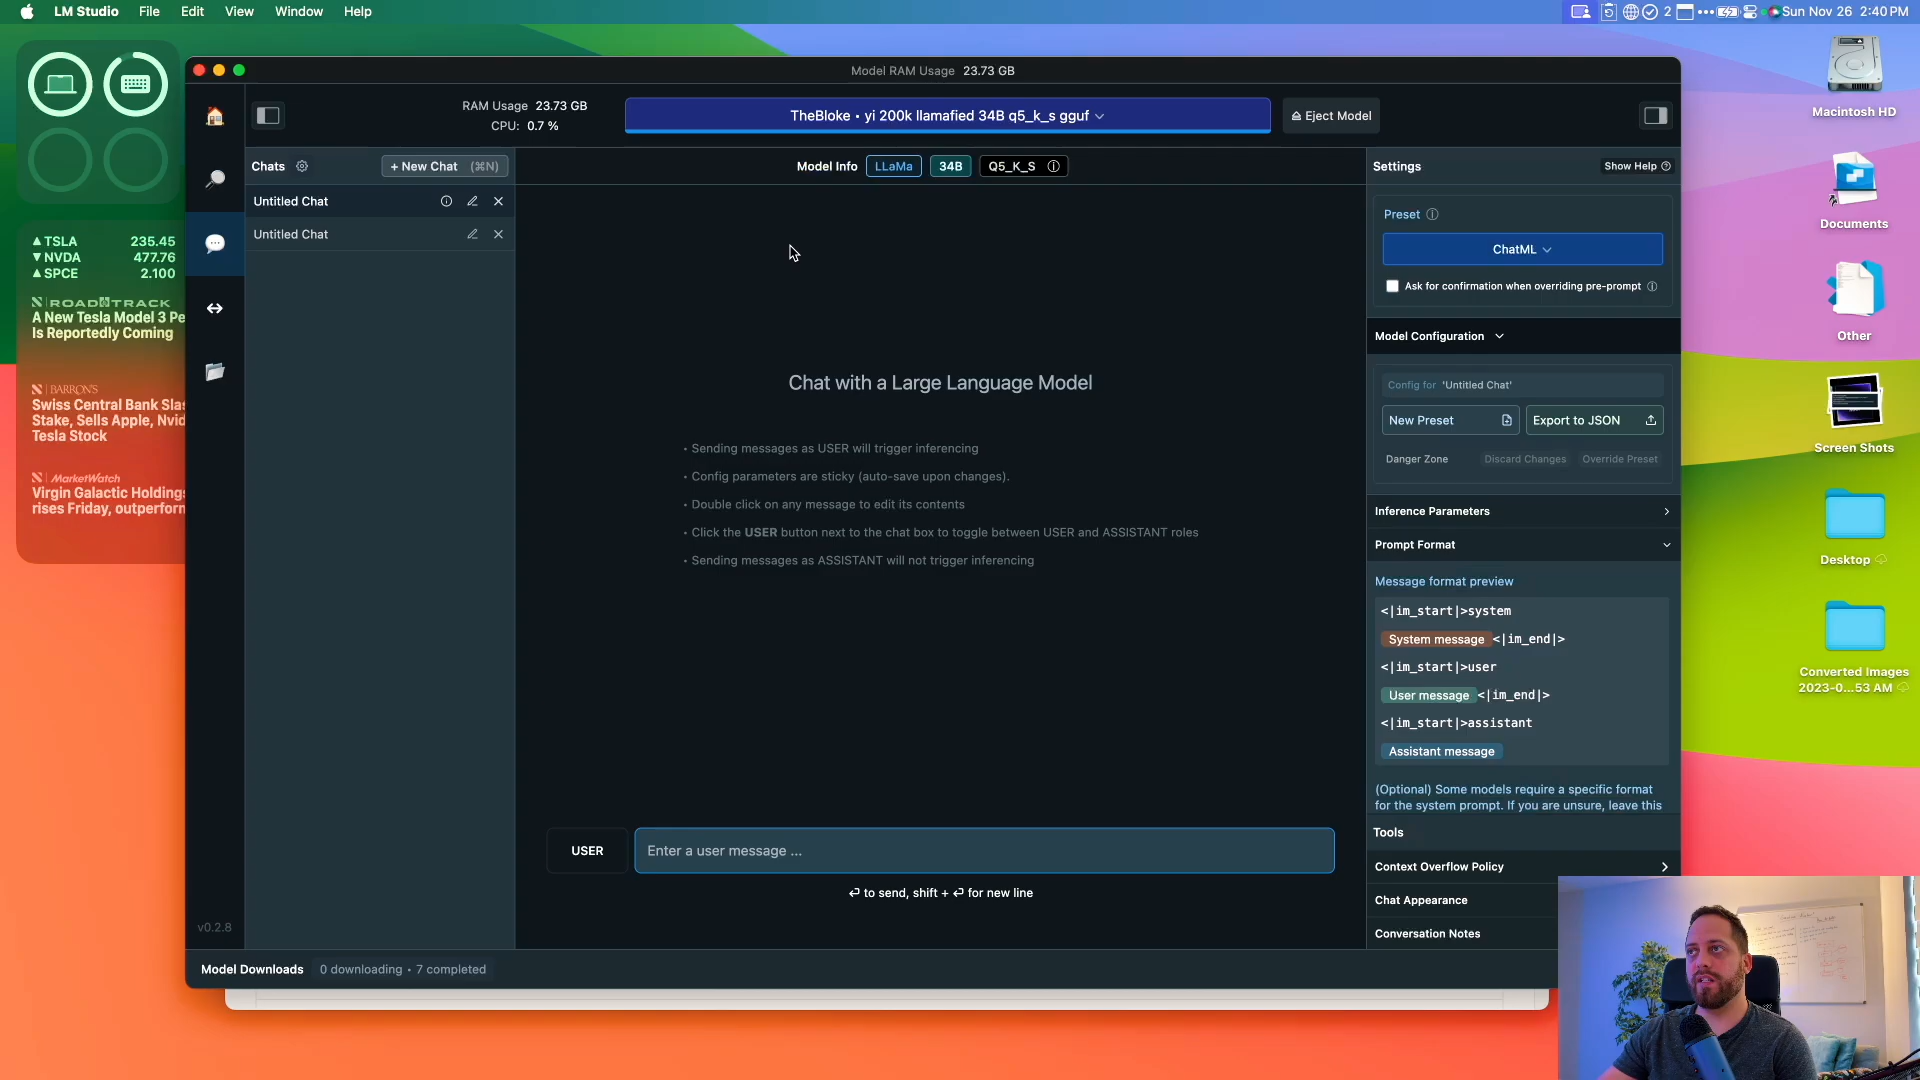 LM Studio File Edit View Window Help
2 Sun Nov 26 2:40 PM
Model RAM Usage 23.73 GB
RAM Usage 23.73 GB
CPU: 0.7 %
TheBloke • yi 200k llamafied 34B q5_k_s gguf
Eject Model
Chats
+ New Chat (⌘N)
Untitled Chat
Untitled Chat
Model Info LLaMa 34B Q5_K_S
Chat with a Large Language Model
• Sending messages as USER will trigger inferencing
• Config parameters are sticky (auto-save upon changes).
• Double click on any message to edit its contents
• Click the USER button next to the chat box to toggle between USER and ASSISTANT roles
• Sending messages as ASSISTANT will not trigger inferencing
USER
Enter a user message ...
⏎ to send, shift + ⏎ for new line
v0.2.8
Model Downloads 0 downloading • 7 completed
Settings
Show Help
Preset
ChatML
Ask for confirmation when overriding pre-prompt
Model Configuration
Config for 'Untitled Chat'
New Preset
Export to JSON
Danger Zone Discard Changes Override Preset
Inference Parameters
Prompt Format
Message format preview
<|im_start|>system
System message <|im_end|>
<|im_start|>user
User message <|im_end|>
<|im_start|>assistant
Assistant message
(Optional) Some models require a specific format
for the system prompt. If you are unsure, leave this
Tools
Context Overflow Policy
Chat Appearance
Conversation Notes
▲TSLA 235.45
▼NVDA 477.76
▲SPCE 2.100
ROAD & TRACK
A New Tesla Model 3 Pe
Is Reportedly Coming
BARRON'S
Swiss Central Bank Sla
Stake, Sells Apple, Nvid
Tesla Stock
MarketWatch
Virgin Galactic Holding
rises Friday, outperform
Macintosh HD
Documents
Other
Screen Shots
Desktop
Converted Images
2023-0...53 AM